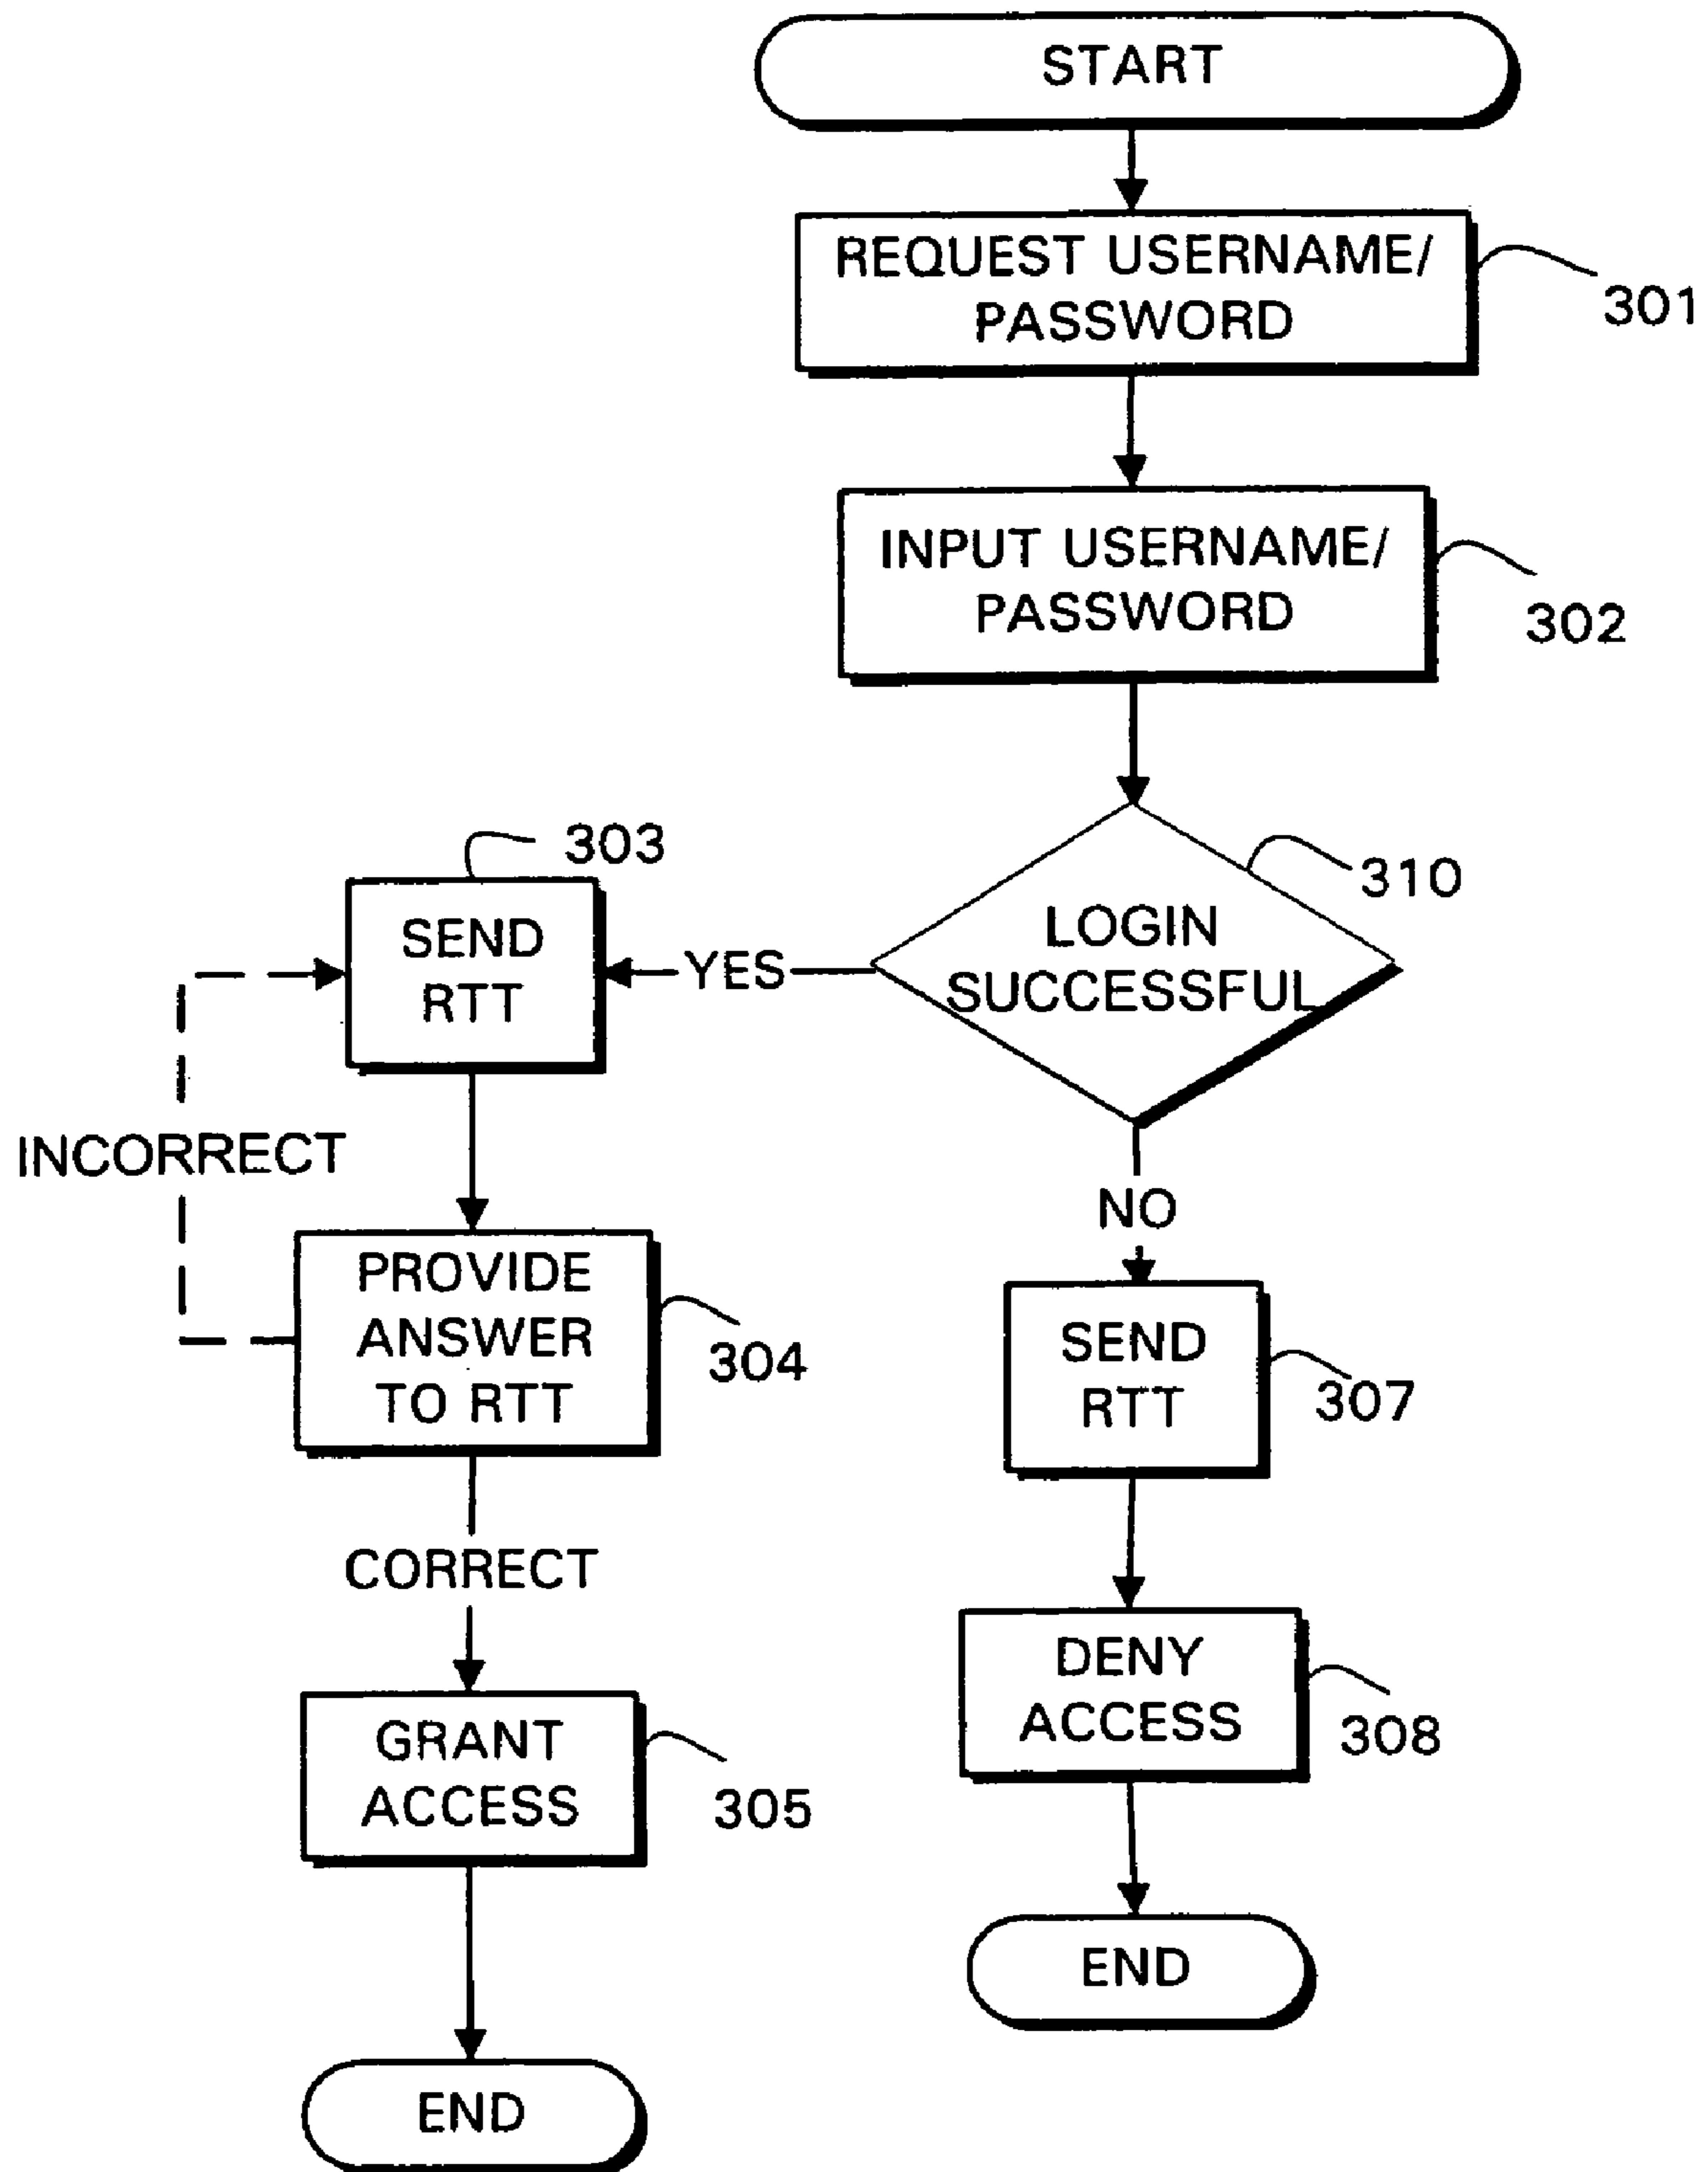 START
REQUEST USERNAME/
PASSWORD
301
INPUT USERNAME/
PASSWORD
302
303
310
SEND
RTT
YES
LOGIN
SUCCESSFUL
INCORRECT
NO
PROVIDE
ANSWER
TO RTT
304
SEND
RTT
307
CORRECT
DENY
ACCESS
308
GRANT
ACCESS
305
END
END